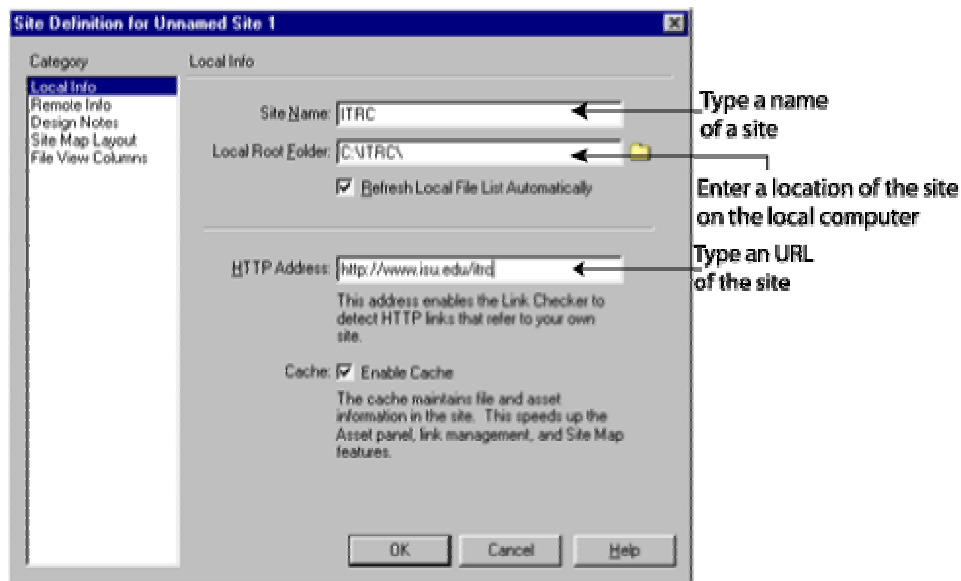 Site Definition for Unnamed Site 1
Category
Local Info
Local Info
Remote Info
Design Notes
Site Map Layout
File View Columns
Site Name: ITRC
Local Root Folder: C:\ITRC\
Refresh Local File List Automatically
HTTP Address: http://www.isu.edu/itrc
This address enables the Link Checker to
detect HTTP links that refer to your own
site.
Cache: Enable Cache
The cache maintains file and asset
information in the site. This speeds up the
Asset panel, link management, and Site Map
features.
OK
Cancel
Help
Type a name
of a site
Enter a location of the site
on the local computer
Type an URL
of the site